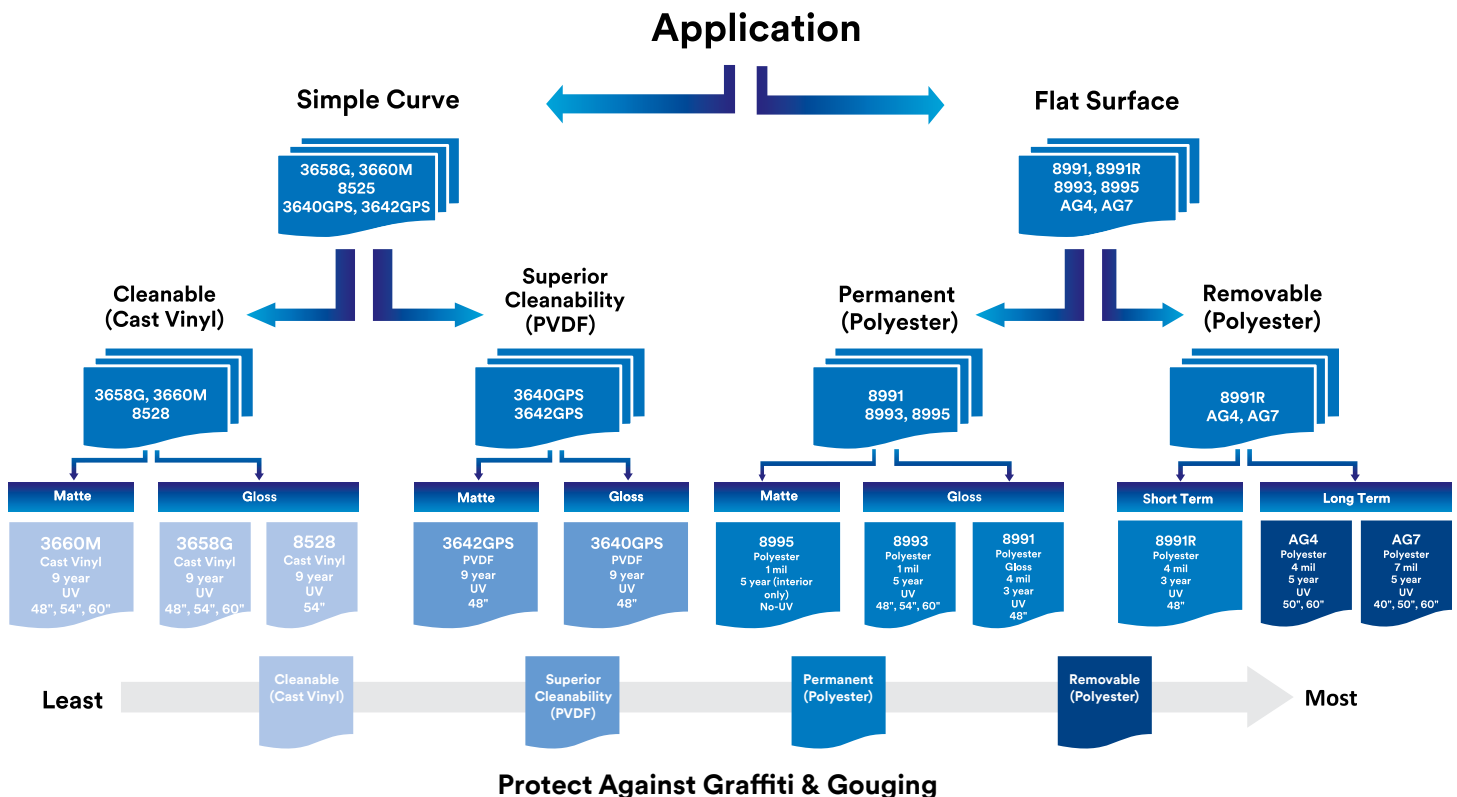 Application
Simple Curve
Flat Surface
3658G, 3660M
8525
3640GPS, 3642GPS
8991, 8991R
8993, 8995
AG4, AG7
Cleanable
(Cast Vinyl)
Superior
Cleanability
(PVDF)
Permanent
(Polyester)
Removable
(Polyester)
3658G, 3660M
8528
3640GPS
3642GPS
8991
8993, 8995
8991R
AG4, AG7
Matte
Gloss
Matte
Gloss
Matte
Gloss
Short Term
Long Term
3660M
Cast Vinyl
9 year
UV
48", 54", 60"
3658G
Cast Vinyl
9 year
UV
48", 54", 60"
8528
Cast Vinyl
9 year
UV
54"
3642GPS
PVDF
9 year
UV
48"
3640GPS
PVDF
9 year
UV
48"
8995
Polyester
1 mil
5 year (interior
only)
No-UV
8993
Polyester
1 mil
5 year
UV
48", 54", 60"
8991
Polyester
Gloss
4 mil
3 year
UV
48"
8991R
Polyester
4 mil
3 year
UV
48"
AG4
Polyester
4 mil
5 year
UV
50", 60"
AG7
Polyester
7 mil
5 year
UV
40", 50", 60"
Least
Cleanable
(Cast Vinyl)
Superior
Cleanability
(PVDF)
Permanent
(Polyester)
Removable
(Polyester)
Most
Protect Against Graffiti & Gouging